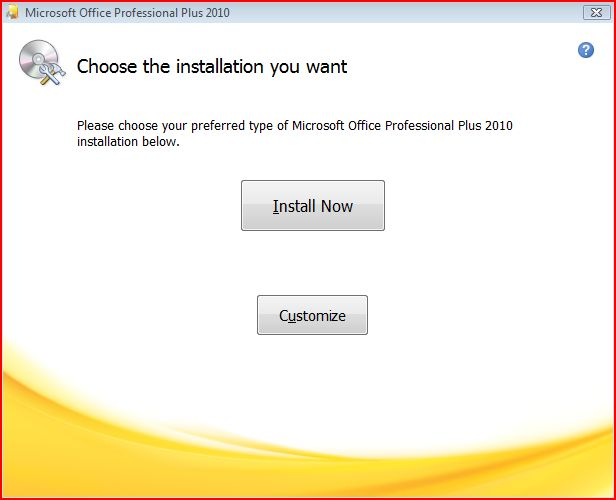 Microsoft Office Professional Plus 2010
Choose the installation you want
?
Please choose your preferred type of Microsoft Office Professional Plus 2010
installation below.
Install Now
Customize